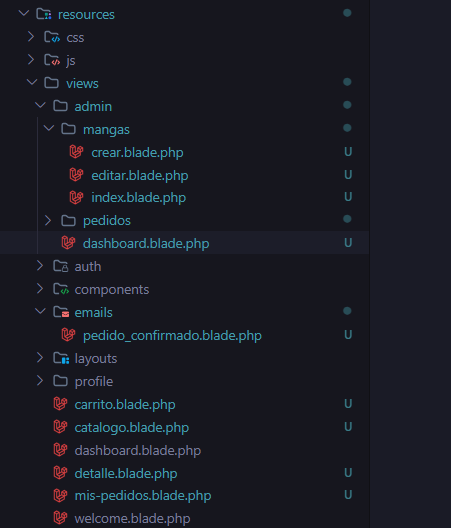 resources
css
js
views
admin
mangas
crear.blade.php U
editar.blade.php U
index.blade.php U
pedidos
dashboard.blade.php U
auth
components
emails
pedido_confirmado.blade.php U
layouts
profile
carrito.blade.php U
catalogo.blade.php U
dashboard.blade.php
detalle.blade.php U
mis-pedidos.blade.php U
welcome.blade.php